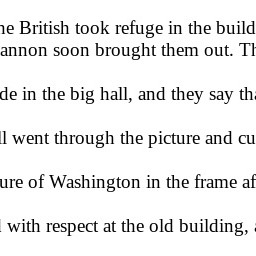 he British took refuge in the build
annon soon brought them out. Th
de in the big hall, and they say tha
ll went through the picture and cu
ure of Washington in the frame af
l with respect at the old building, a